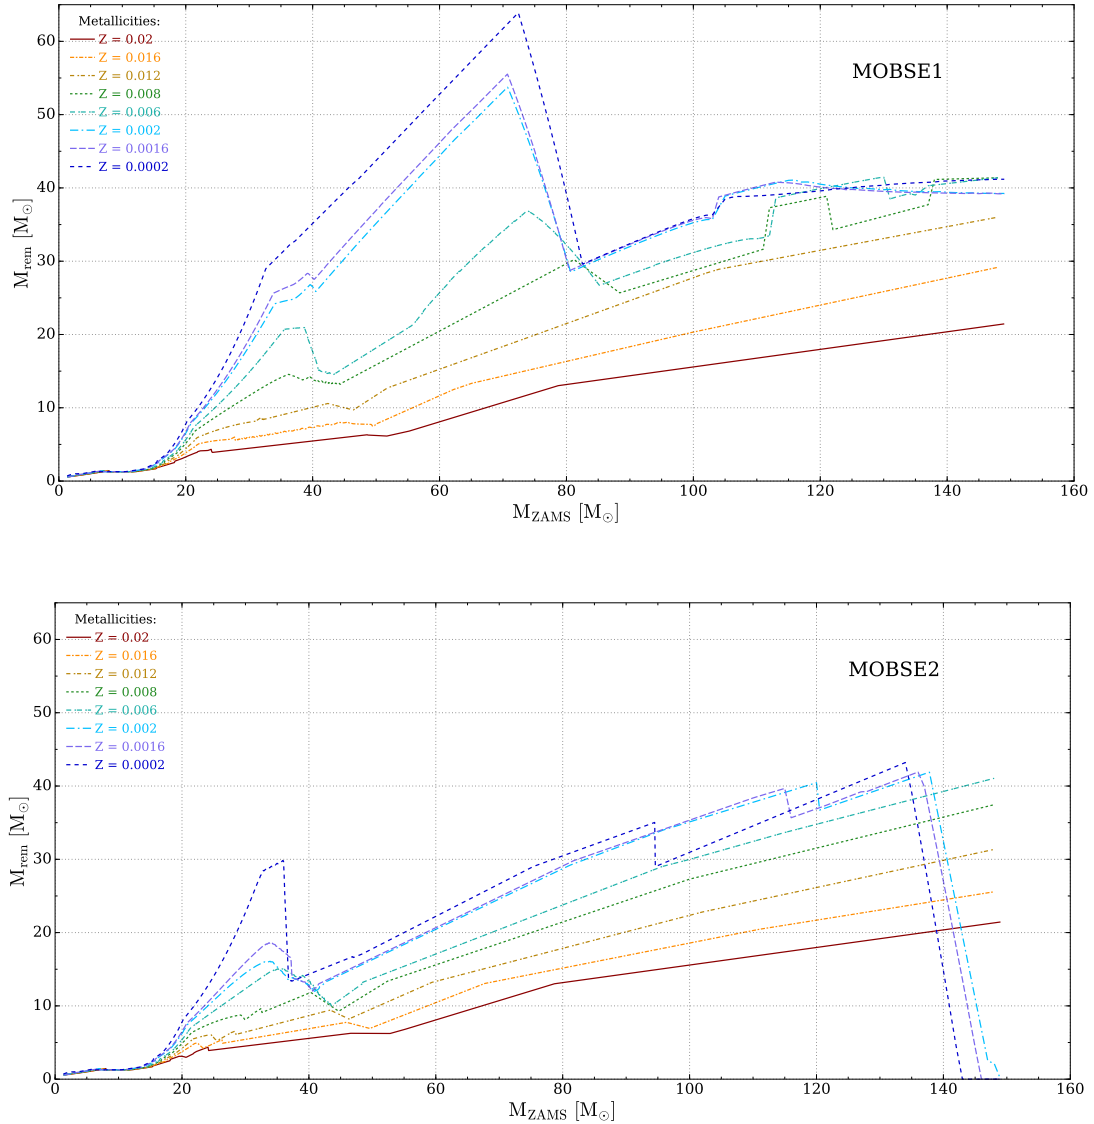 Metallicities:
Z = 0.02
Z = 0.016
Z = 0.012
Z = 0.008
Z = 0.006
Z = 0.002
Z = 0.0016
Z = 0.0002
MOBSE1
60
50
40
30
20
10
0
M_rem [M_⊙]
0 20 40 60 80 100 120 140 160
M_ZAMS [M_⊙]
Metallicities:
Z = 0.02
Z = 0.016
Z = 0.012
Z = 0.008
Z = 0.006
Z = 0.002
Z = 0.0016
Z = 0.0002
MOBSE2
60
50
40
30
20
10
0
M_rem [M_⊙]
0 20 40 60 80 100 120 140 160
M_ZAMS [M_⊙]